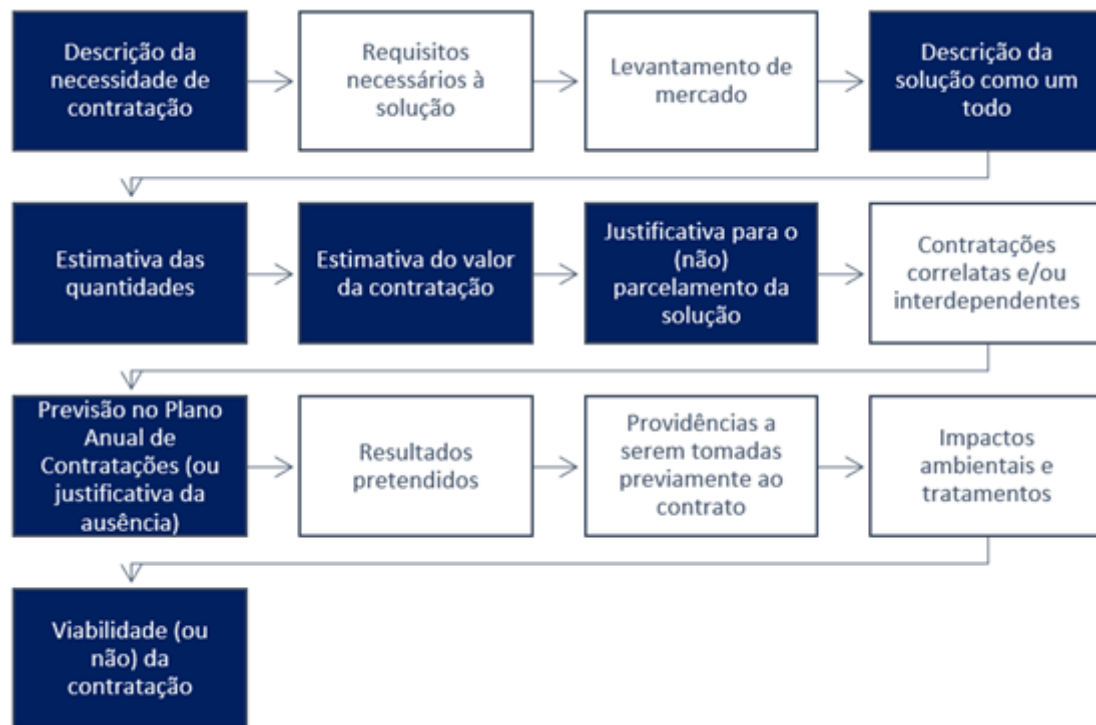 Descrição da
necessidade de
contratação
Requisitos
necessários à
solução
Levantamento de
mercado
Descrição da
solução como um
todo
Estimativa das
quantidades
Estimativa do valor
da contratação
Justificativa para o
(não)
parcelamento da
solução
Contratações
correlatas e/ou
interdependentes
Previsão no Plano
Anual de
Contratações (ou
justificativa da
ausência)
Resultados
pretendidos
Providências a
serem tomadas
previamente ao
contrato
Impactos
ambientais e
tratamentos
Viabilidade (ou
não) da
contratação